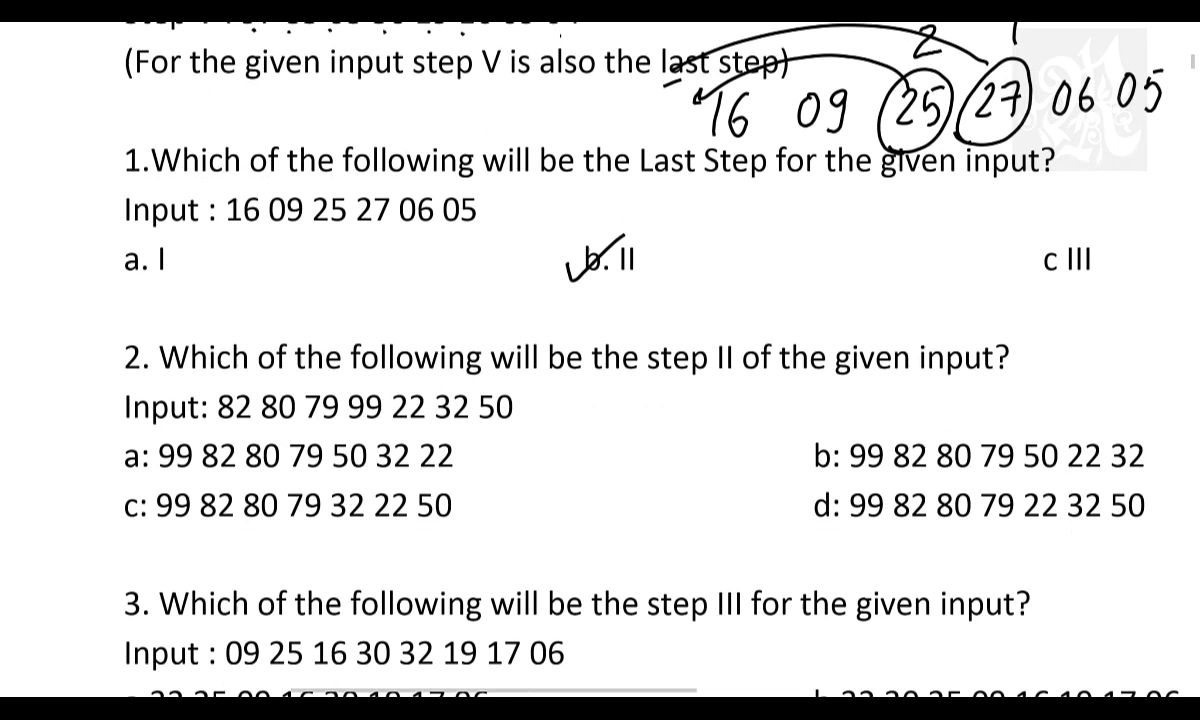 (For the given input step V is also the last step)
2
16 09 25 27 06 05
1.Which of the following will be the Last Step for the given input?
Input : 16 09 25 27 06 05
a. I b. II c III
2. Which of the following will be the step II of the given input?
Input: 82 80 79 99 22 32 50
a: 99 82 80 79 50 32 22 b: 99 82 80 79 50 22 32
c: 99 82 80 79 32 22 50 d: 99 82 80 79 22 32 50
3. Which of the following will be the step III for the given input?
Input : 09 25 16 30 32 19 17 06